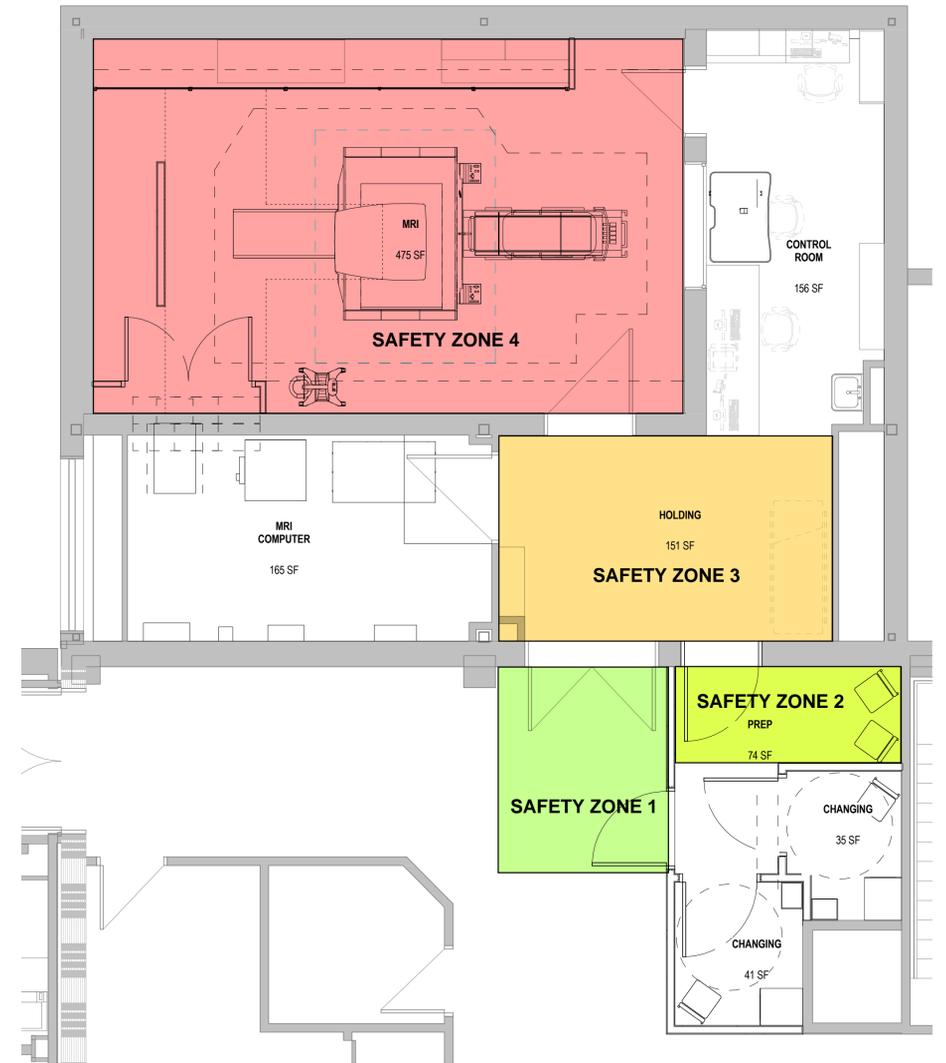 MRI
475 SF
CONTROL
ROOM
156 SF
SAFETY ZONE 4
HOLDING
151 SF
SAFETY ZONE 3
MRI
COMPUTER
165 SF
SAFETY ZONE 2
PREP
74 SF
SAFETY ZONE 1
CHANGING
35 SF
CHANGING
41 SF